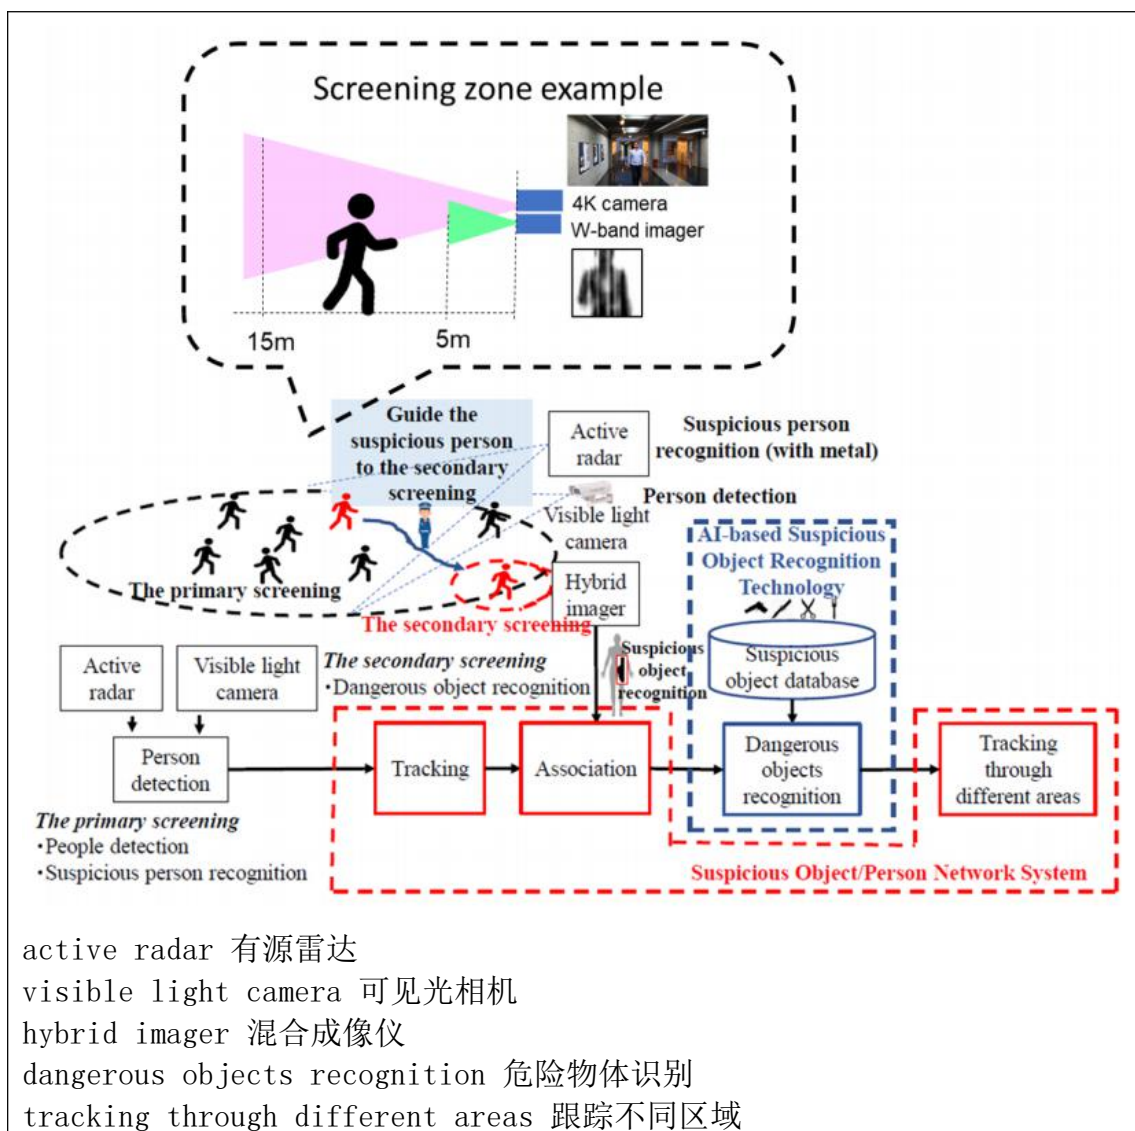 Screening zone example
4K camera
W-band imager
15m
5m
Guide the
suspicious person
to the secondary
screening
Active
radar
Suspicious person
recognition (with metal)
Person detection
Visible light
camera
The primary screening
Hybrid
imager
The secondary screening
AI-based Suspicious
Object Recognition
Technology
Suspicious
object database
Suspicious
object
recognition
Active
radar
Visible light
camera
The secondary screening
・Dangerous object recognition
Person
detection
Tracking
Association
Dangerous
objects
recognition
Tracking
through
different areas
The primary screening
・People detection
・Suspicious person recognition
Suspicious Object/Person Network System
active radar 有源雷达
visible light camera 可见光相机
hybrid imager 混合成像仪
dangerous objects recognition 危险物体识别
tracking through different areas 跟踪不同区域